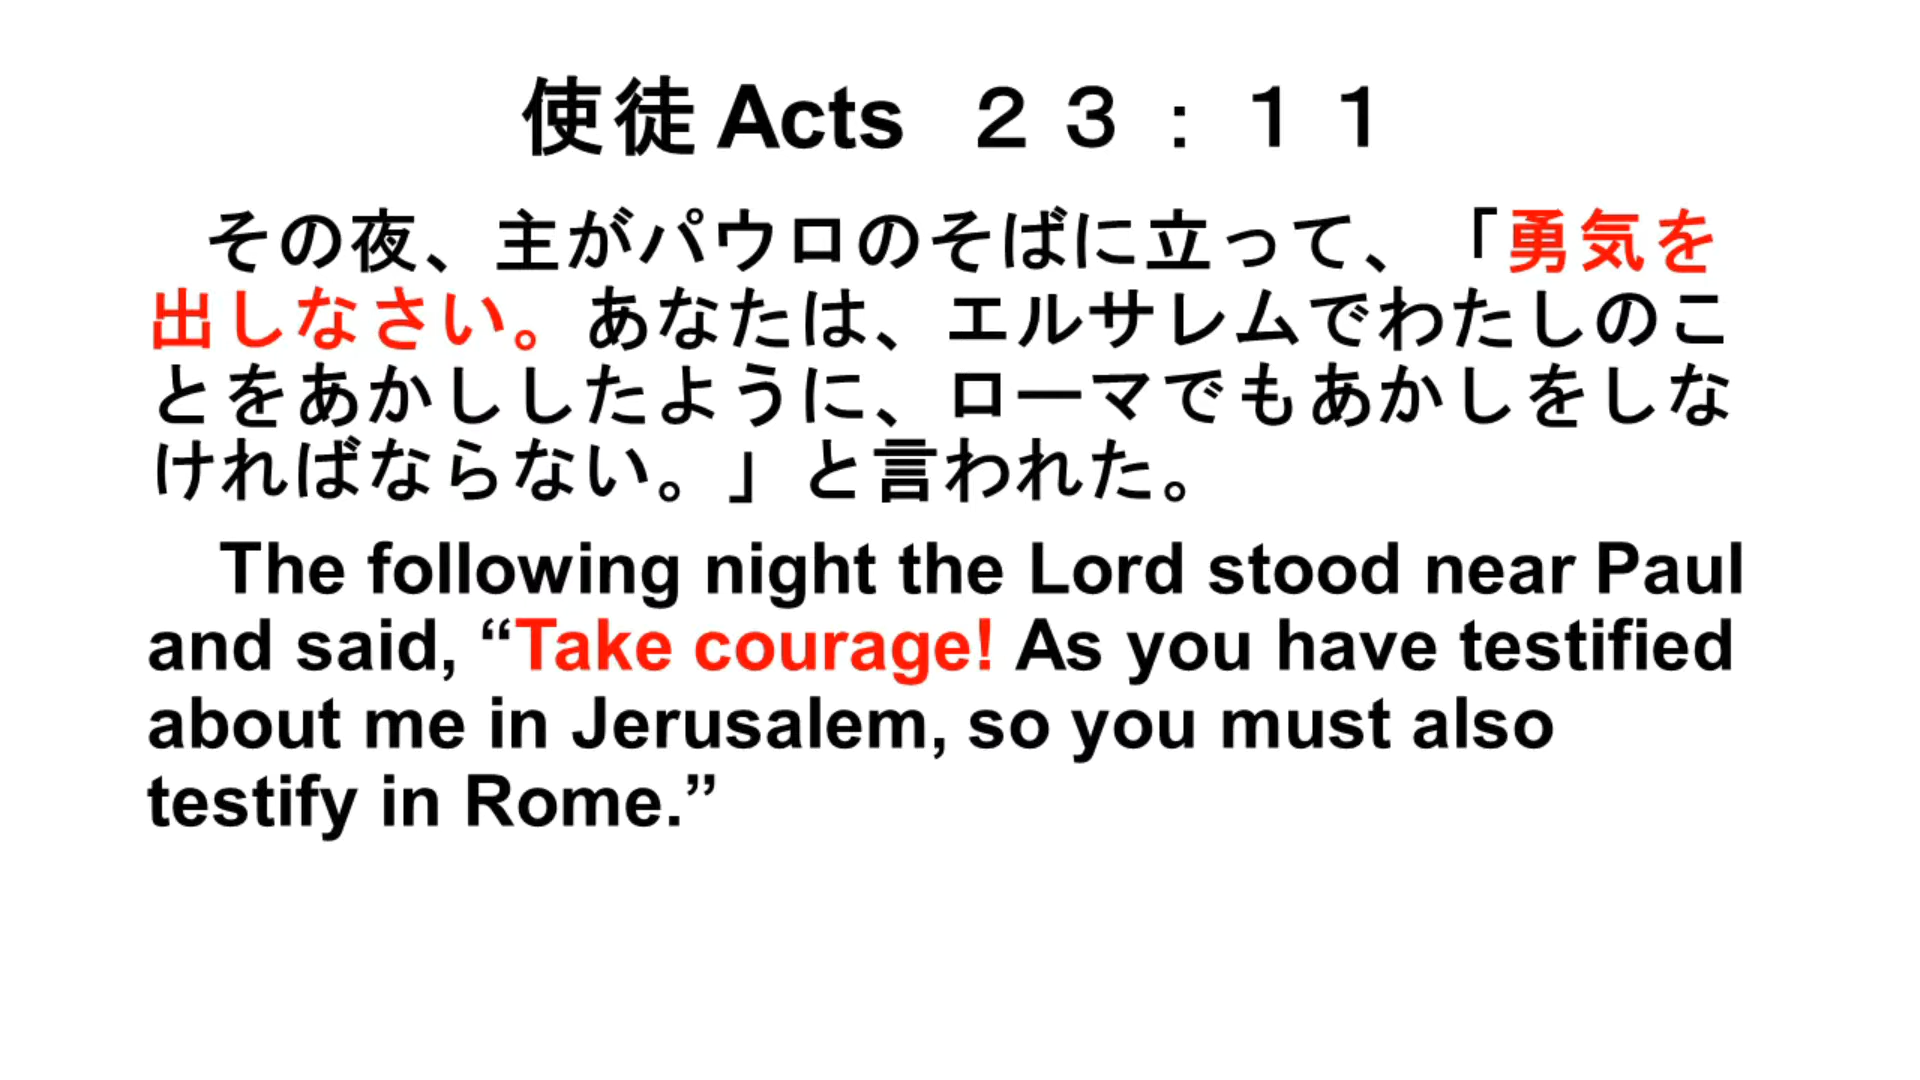 使徒 Acts ２３：１１
その夜、主がパウロのそばに立って、「勇気を
出しなさい。あなたは、エルサレムでわたしのこ
とをあかししたように、ローマでもあかしをしな
ければならない。」と言われた。
The following night the Lord stood near Paul
and said, “Take courage! As you have testified
about me in Jerusalem, so you must also
testify in Rome.”